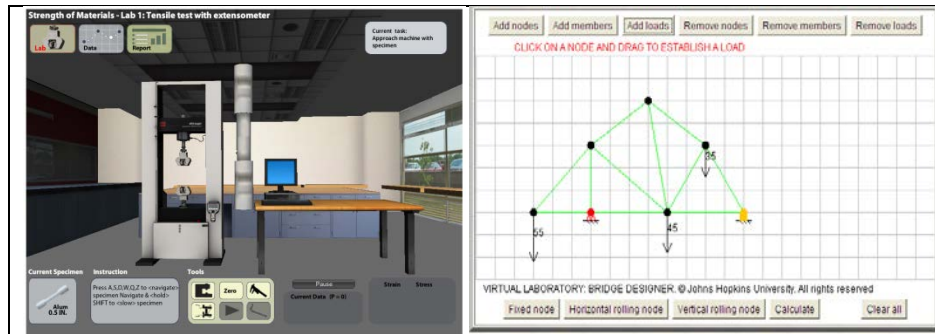 Strength of Materials - Lab 1: Tensile test with extensometer
Lab
Data
Report
Current task:
Approach machine with
specimen
Current Specimen
Alum
0.5 IN.
Instruction
Press A,S,D,W,Q,Z to <navigate>
specimen Navigate & <hold>
SHIFT to <slow> specimen
Tools
Zero
Pause
Current Data (P = 0)
Strain Stress
Add nodes Add members Add loads Remove nodes Remove members Remove loads
CLICK ON A NODE AND DRAG TO ESTABLISH A LOAD
35
55
45
VIRTUAL LABORATORY: BRIDGE DESIGNER. © Johns Hopkins University. All rights reserved
Fixed node Horizontal rolling node Vertical rolling node Calculate Clear all